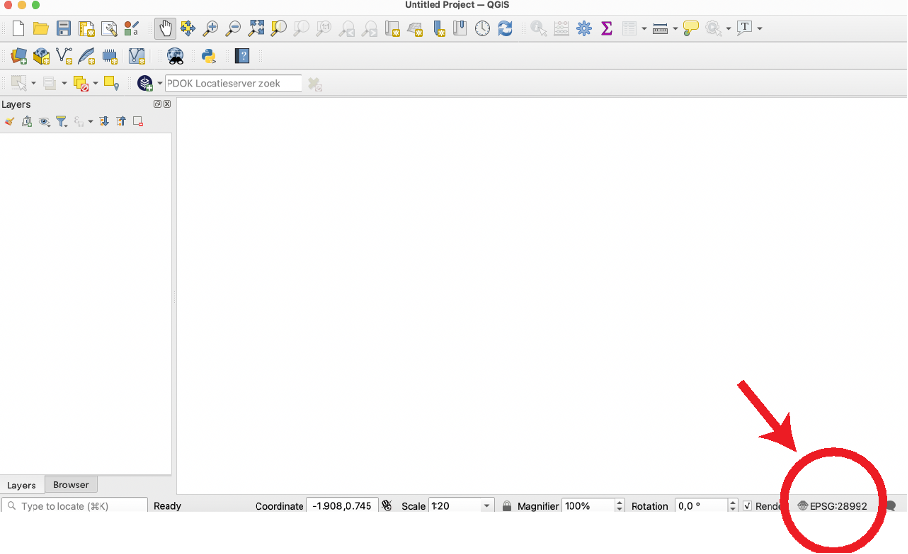 Untitled Project — QGIS
PDOK Locatieserver zoek
Layers
Layers Browser
Type to locate (⌘K) Ready Coordinate -1.908,0.745 Scale 1:20 Magnifier 100% Rotation 0,0 ° Rende EPSG:28992